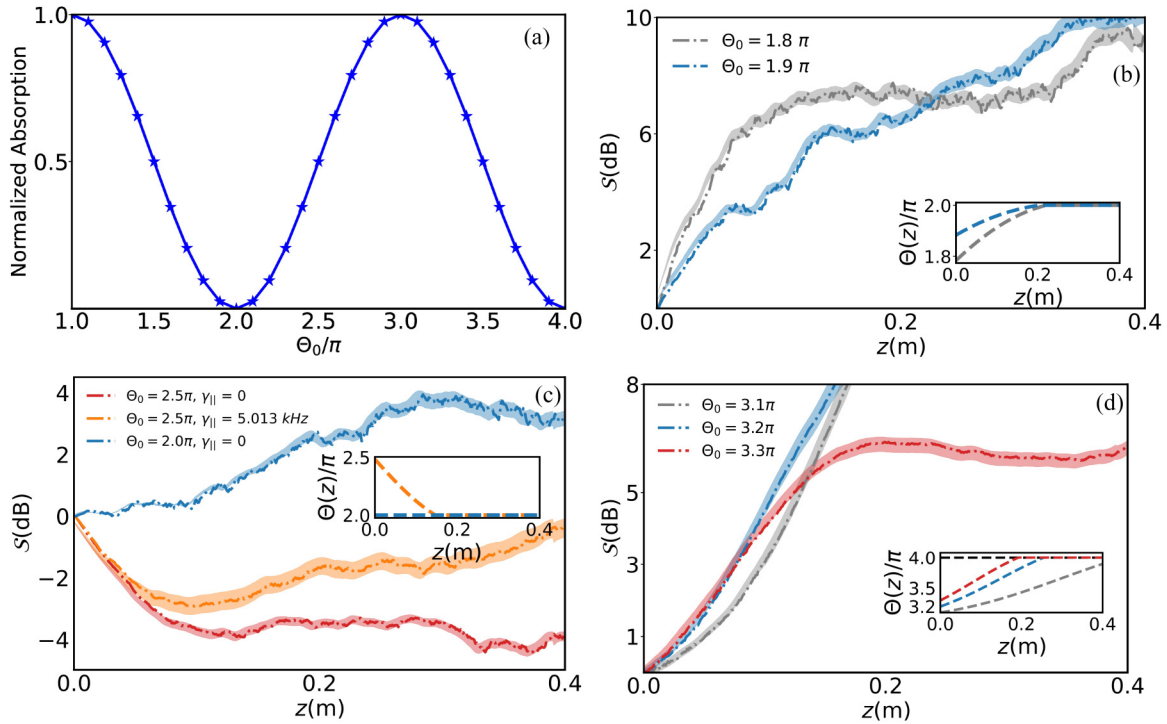 (a)
Normalized Absorption
1.0
0.5
1.0 1.5 2.0 2.5 3.0 3.5 4.0
Θ₀/π
(b)
Θ₀ = 1.8 π
Θ₀ = 1.9 π
S(dB)
10
6
2
0.0 0.2 0.4
z(m)
Θ(z)/π
2.0
1.8
0.0 0.2 0.4
z(m)
(c)
Θ₀ = 2.5π, γ|| = 0
Θ₀ = 2.5π, γ|| = 5.013 kHz
Θ₀ = 2.0π, γ|| = 0
S(dB)
4
2
0
−2
−4
0.0 0.2 0.4
z(m)
Θ(z)/π
2.5
2.0
0.0 0.2 0.4
z(m)
(d)
Θ₀ = 3.1π
Θ₀ = 3.2π
Θ₀ = 3.3π
S(dB)
8
6
3
1
0.0 0.2 0.4
z(m)
Θ(z)/π
4.0
3.5
3.2
0.0 0.2 0.4
z(m)